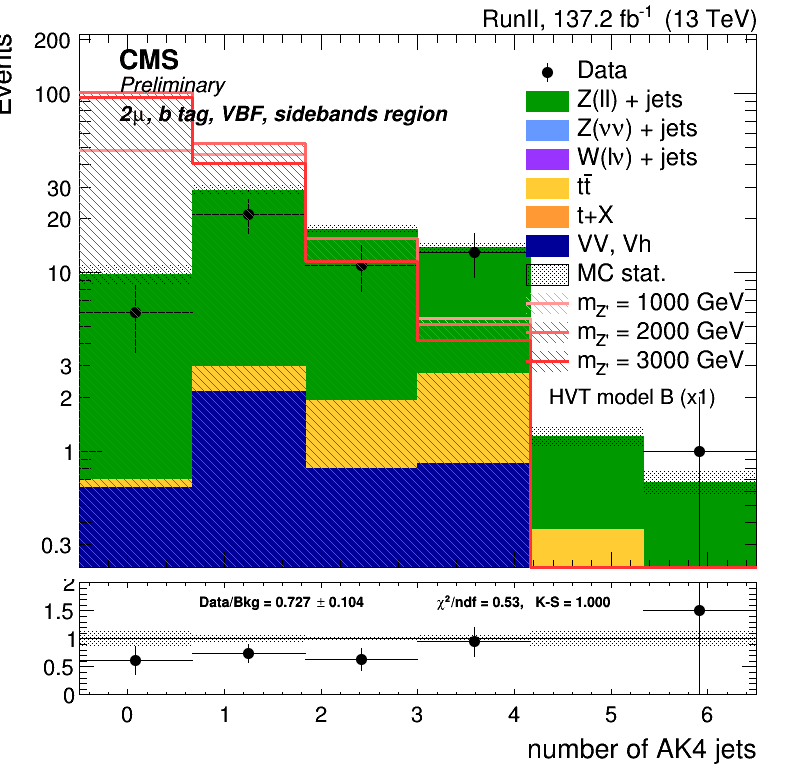 RunII, 137.2 fb⁻¹ (13 TeV)
Events
CMS
Preliminary
2μ, b tag, VBF, sidebands region
Data
Z(ll) + jets
Z(νν) + jets
W(lν) + jets
tt̄
t+X
VV, Vh
MC stat.
m_Z' = 1000 GeV
m_Z' = 2000 GeV
m_Z' = 3000 GeV
HVT model B (x1)
200
100
30
20
10
3
2
1
0.3
Data/Bkg = 0.727 ± 0.104
χ²/ndf = 0.53, K-S = 1.000
2
1.5
1
0.5
0
0 1 2 3 4 5 6
number of AK4 jets